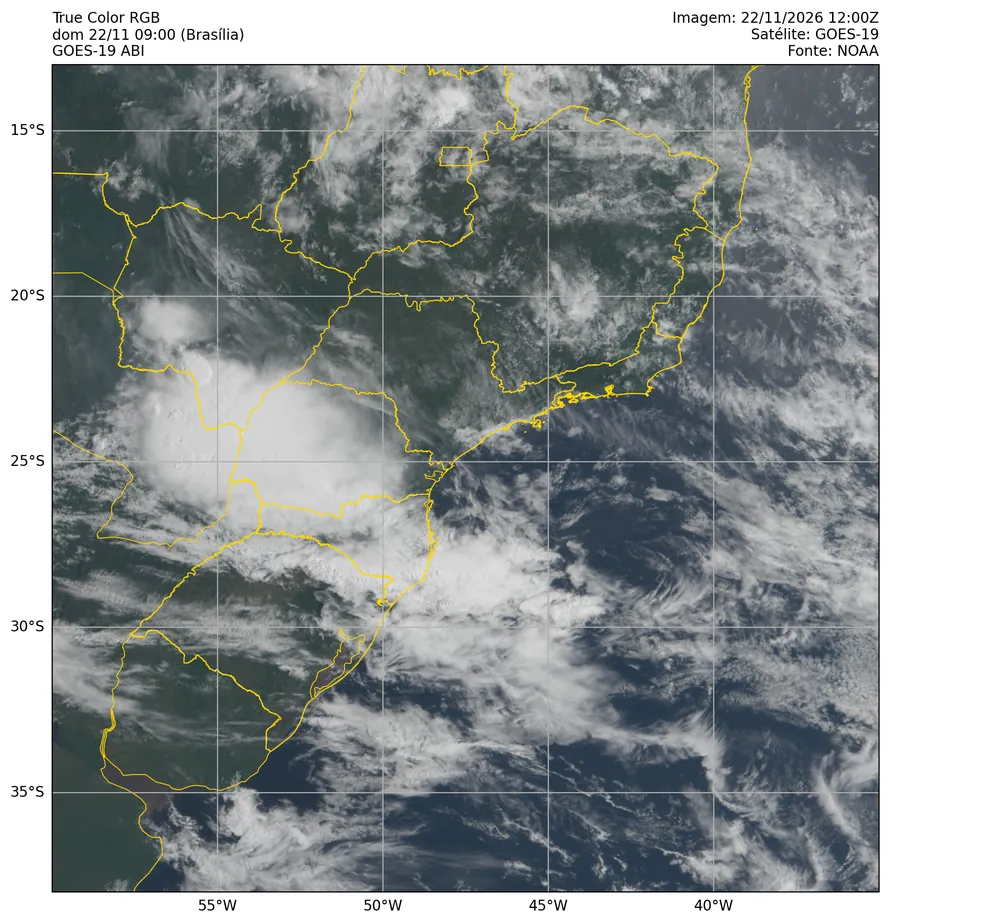 True Color RGB
dom 22/11 09:00 (Brasília)
GOES-19 ABI
Imagem: 22/11/2026 12:00Z
Satélite: GOES-19
Fonte: NOAA
15°S
20°S
25°S
30°S
35°S
55°W
50°W
45°W
40°W